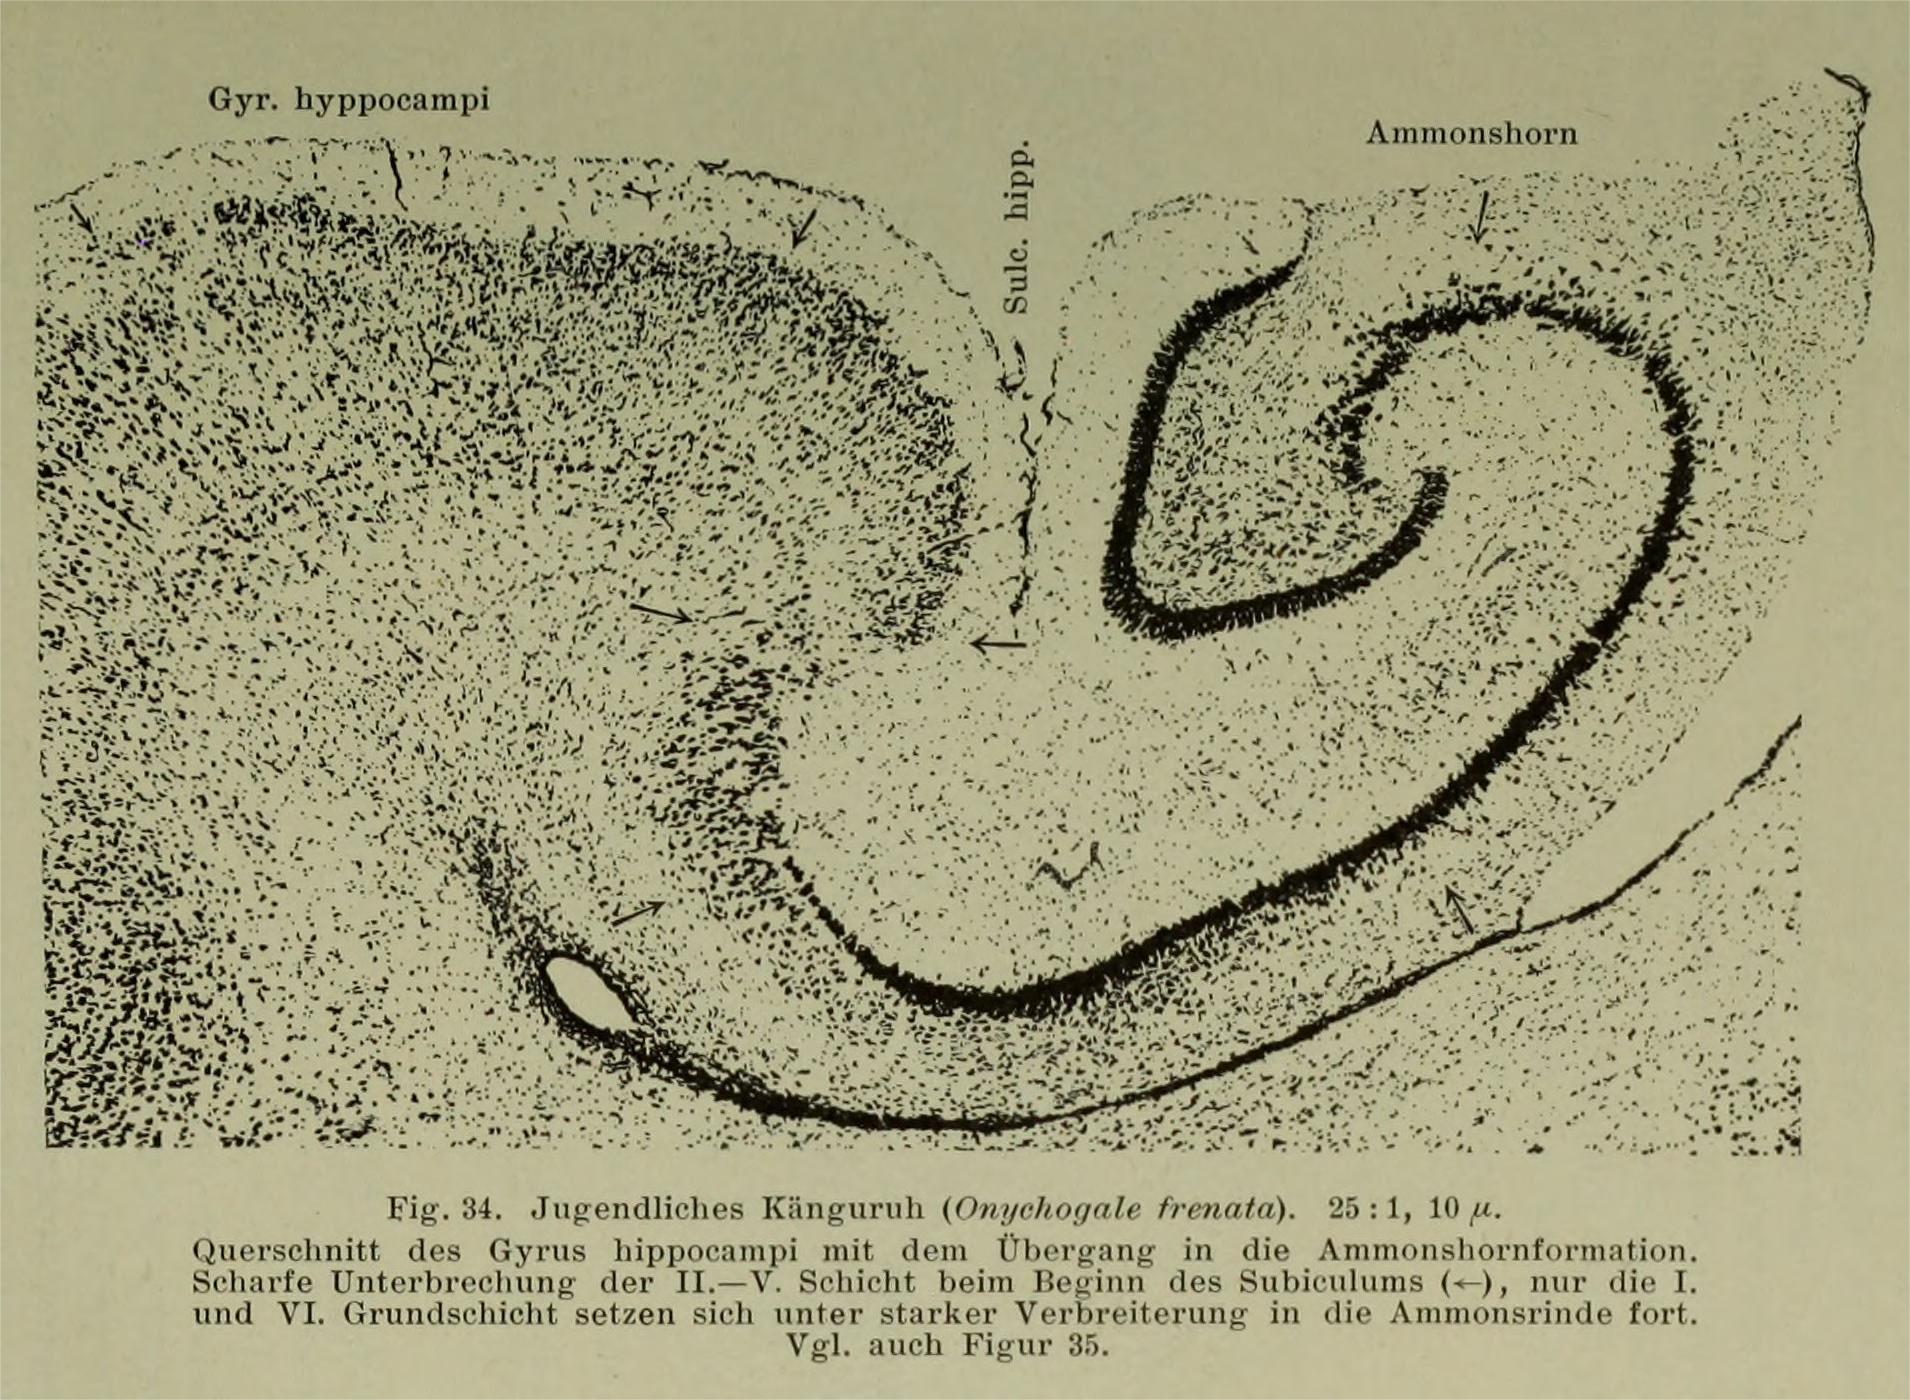 Gyr. hyppocampi
Ammonshorn
Sulc. hipp.
Fig. 34. Jugendliches Känguruh (Onychogale frenata). 25 : 1, 10 μ.
Querschnitt des Gyrus hippocampi mit dem Übergang in die Ammonshornformation.
Scharfe Unterbrechung der II.—V. Schicht beim Beginn des Subiculums (←), nur die I.
und VI. Grundschicht setzen sich unter starker Verbreiterung in die Ammonsrinde fort.
Vgl. auch Figur 35.